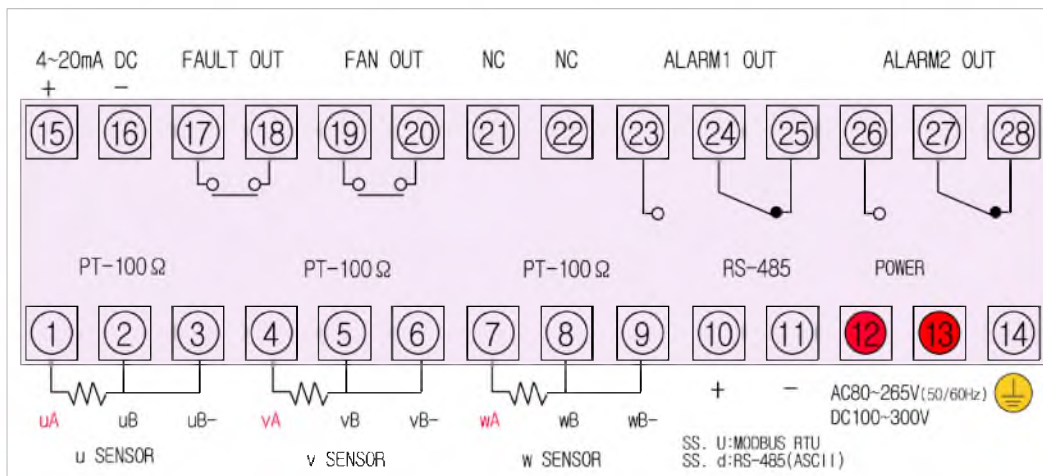 4~20mA DC FAULT OUT FAN OUT NC NC ALARM1 OUT ALARM2 OUT
+ −
15 16 17 18 19 20 21 22 23 24 25 26 27 28
PT-100Ω PT-100Ω PT-100Ω RS-485 POWER
1 2 3 4 5 6 7 8 9 10 11 12 13 14
+ − AC80~265V(50/60Hz)
uA uB uB- vA vB vB- wA wB wB- DC100~300V
u SENSOR v SENSOR w SENSOR
SS. U:MODBUS RTU
SS. d:RS-485(ASCII)